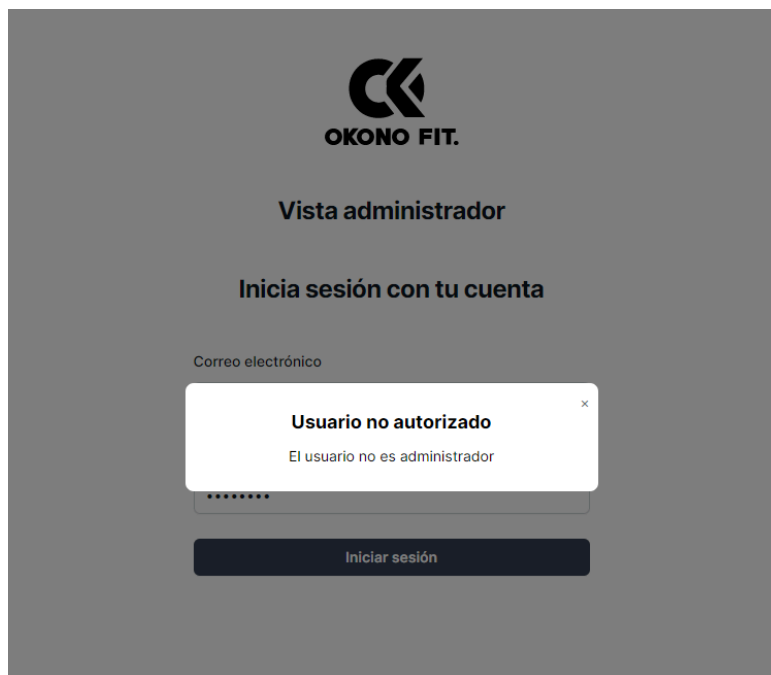 CK
OKONO FIT.
Vista administrador
Inicia sesión con tu cuenta
Correo electrónico
×
Usuario no autorizado
El usuario no es administrador
••••••••
Iniciar sesión